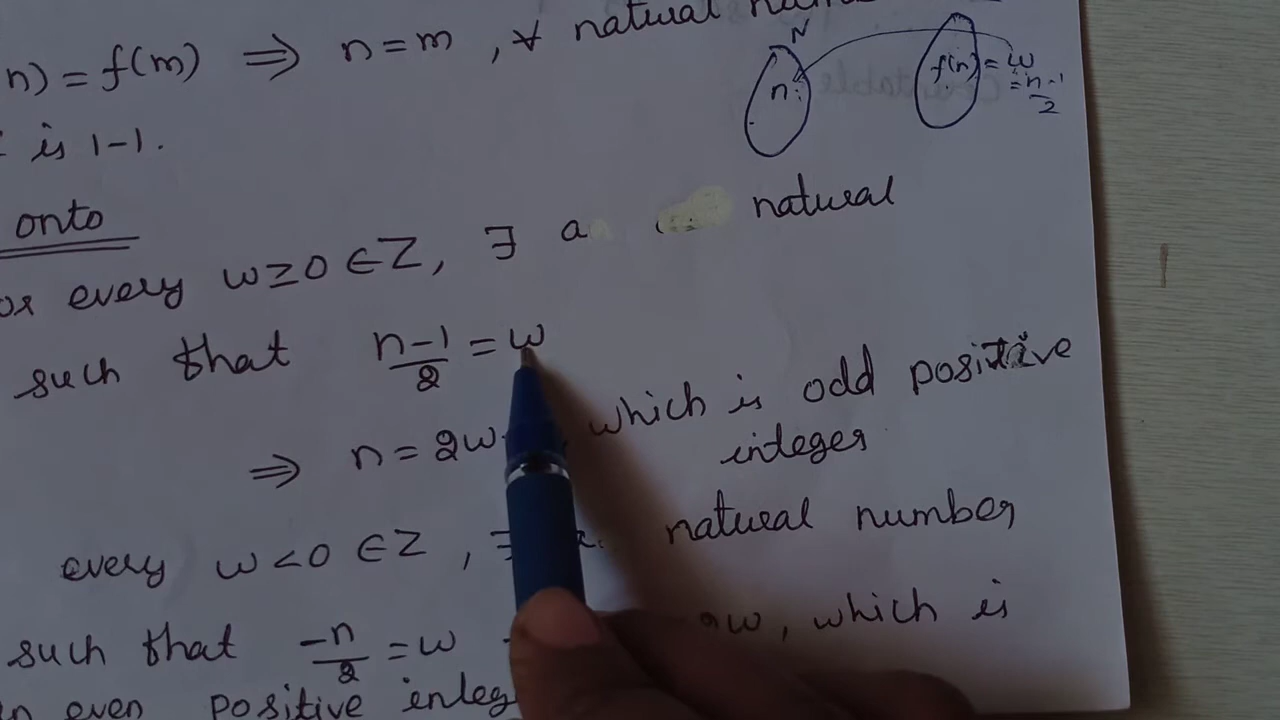 n) = f(m) ⟹ n = m , ∀ natural
N
n
f(n) = ω
= n-1/2
is 1-1.
onto
every ω ≥ 0 ∈ Z, ∃ a natural
such that n-1/2 = ω
⟹ n = 2ω which is odd positive
integer
every ω < 0 ∈ Z , natural number
such that -n/2 = ω ω, which is
even positive